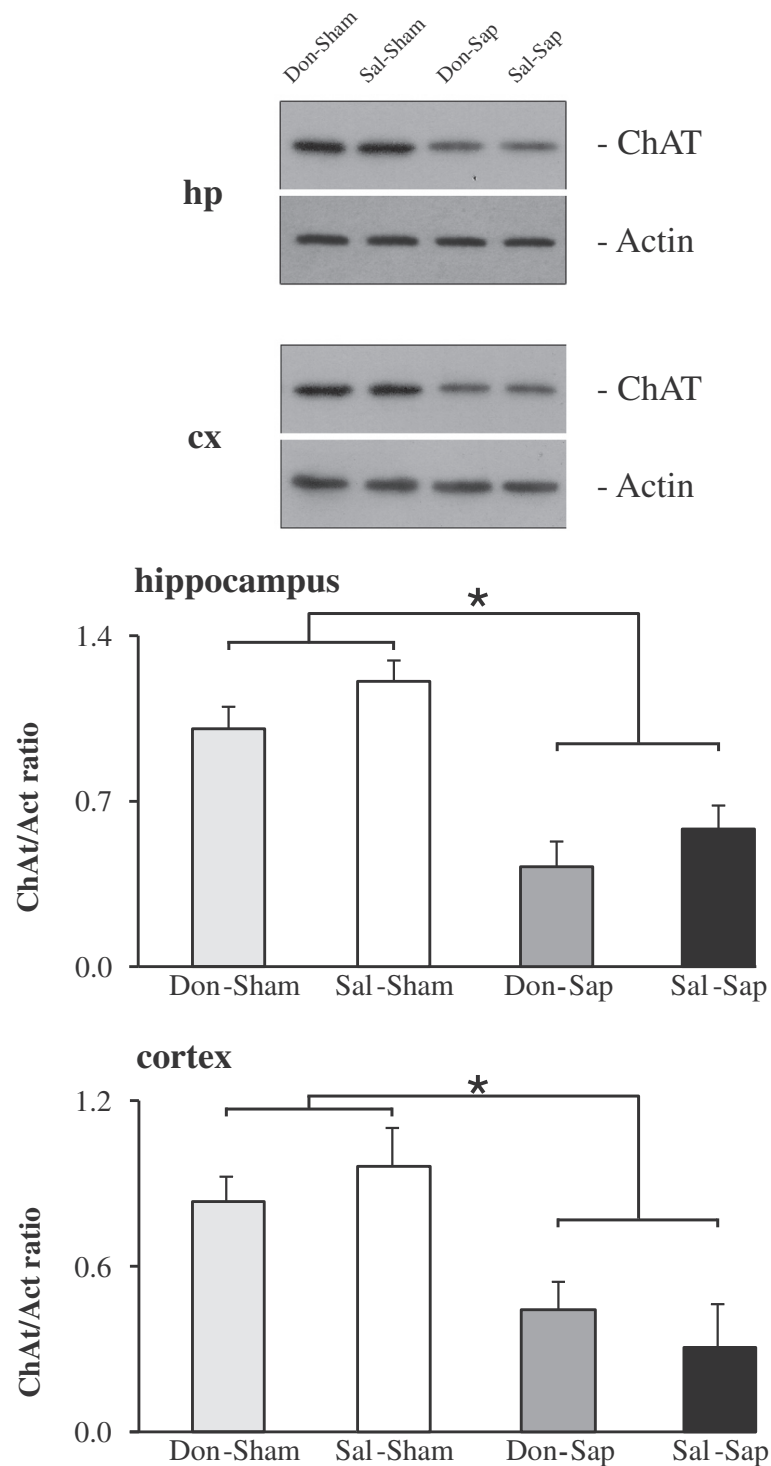 Don-Sham Sal-Sham Don-Sap Sal-Sap
- ChAT
hp
- Actin
- ChAT
cx
- Actin
hippocampus
*
1.4
0.7
0.0
ChAt/Act ratio
Don-Sham Sal-Sham Don-Sap Sal-Sap
cortex
*
1.2
0.6
0.0
ChAt/Act ratio
Don-Sham Sal-Sham Don-Sap Sal-Sap